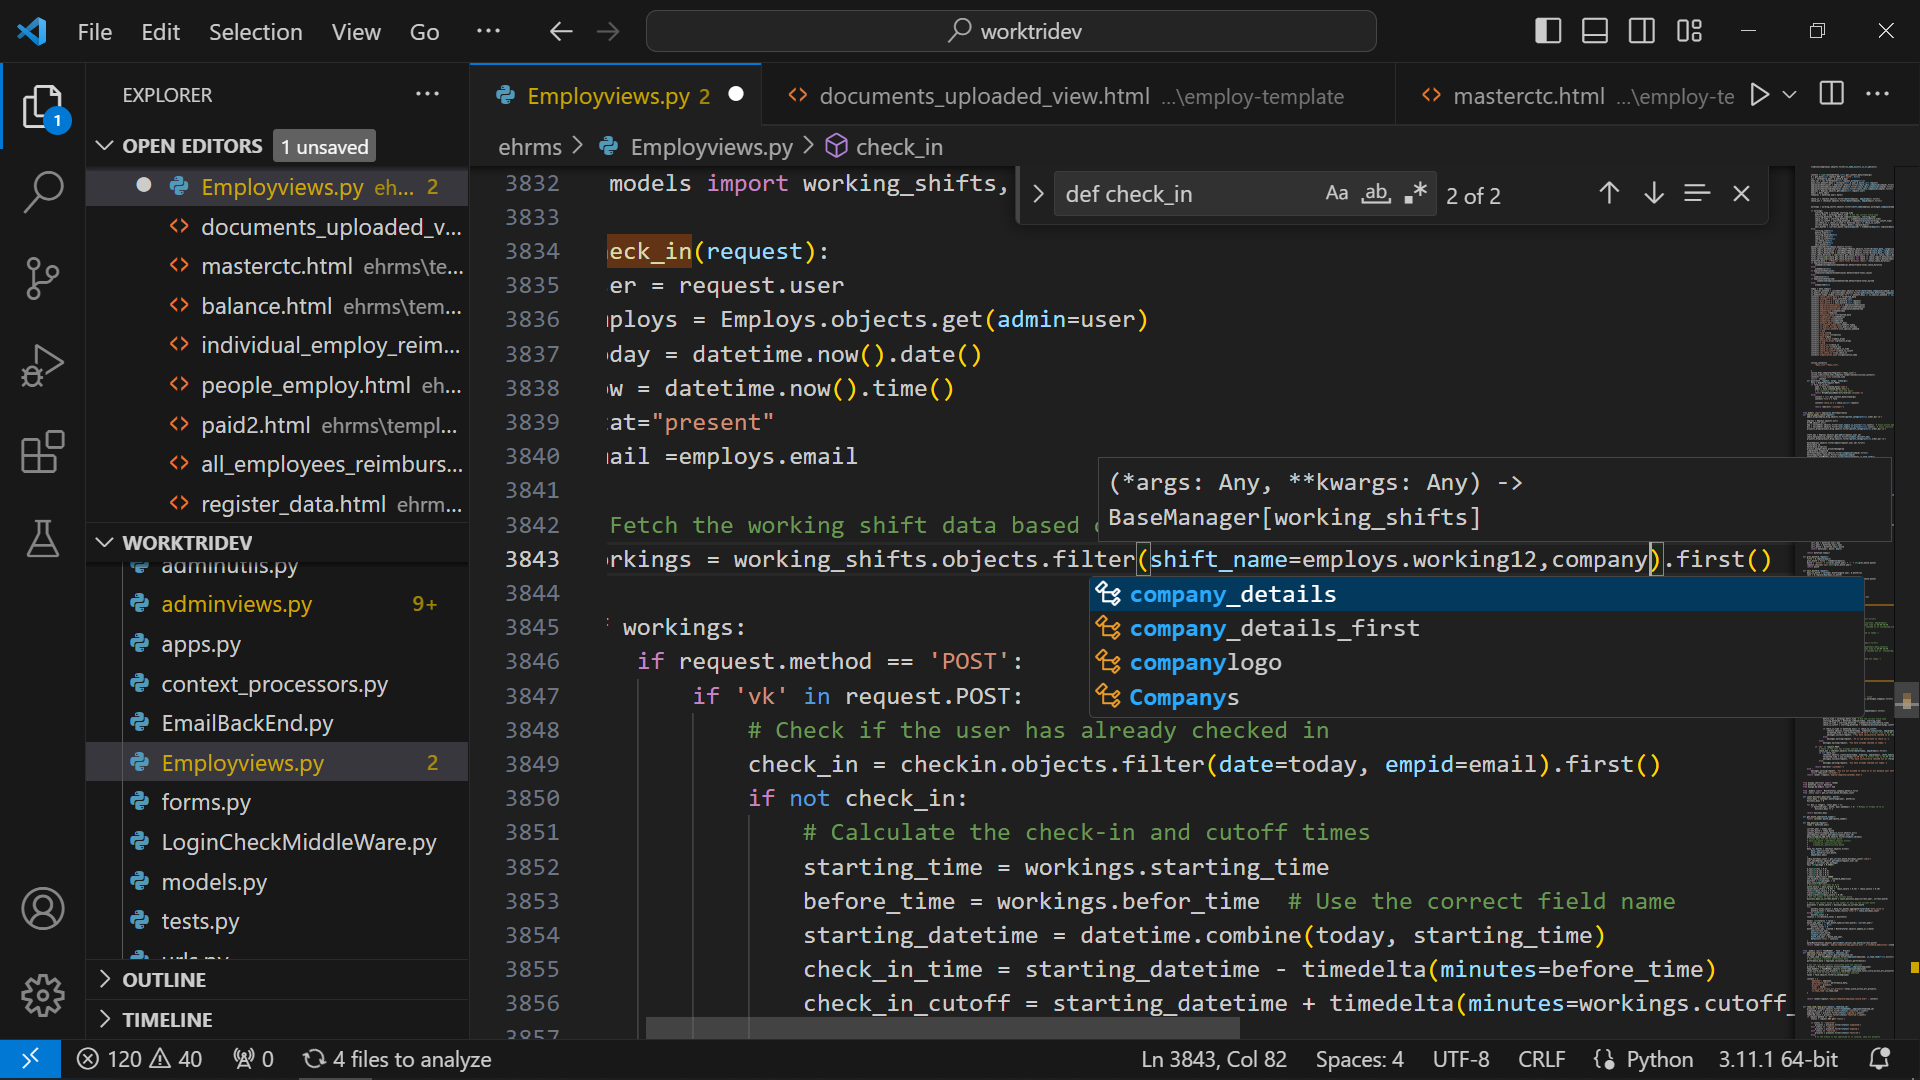 File Edit Selection View Go ··· worktridev
EXPLORER
1
OPEN EDITORS 1 unsaved
Employviews.py eh... 2
documents_uploaded_v...
masterctc.html ehrms\te...
balance.html ehrms\tem...
individual_employ_reim...
people_employ.html eh...
paid2.html ehrms\templ...
all_employees_reimburs...
register_data.html ehrm...
WORKTRIDEV
adminutils.py
adminviews.py 9+
apps.py
context_processors.py
EmailBackEnd.py
Employviews.py 2
forms.py
LoginCheckMiddleWare.py
models.py
tests.py
urls.py
OUTLINE
TIMELINE
Employviews.py 2 documents_uploaded_view.html ...\employ-template masterctc.html ...\employ-te
ehrms > Employviews.py > check_in
def check_in Aa ab .* 2 of 2
3832 models import working_shifts,
3833
3834 eck_in(request):
3835 er = request.user
3836 ploys = Employs.objects.get(admin=user)
3837 day = datetime.now().date()
3838 w = datetime.now().time()
3839 at="present"
3840 ail =employs.email
3841
3842 Fetch the working shift data based
3843 rkings = working_shifts.objects.filter(shift_name=employs.working12,company).first()
(*args: Any, **kwargs: Any) ->
BaseManager[working_shifts]
company_details
company_details_first
companylogo
Companys
3844
3845 workings:
3846 if request.method == 'POST':
3847 if 'vk' in request.POST:
3848 # Check if the user has already checked in
3849 check_in = checkin.objects.filter(date=today, empid=email).first()
3850 if not check_in:
3851 # Calculate the check-in and cutoff times
3852 starting_time = workings.starting_time
3853 before_time = workings.befor_time # Use the correct field name
3854 starting_datetime = datetime.combine(today, starting_time)
3855 check_in_time = starting_datetime - timedelta(minutes=before_time)
3856 check_in_cutoff = starting_datetime + timedelta(minutes=workings.cutoff_
3857
120 40 0 4 files to analyze Ln 3843, Col 82 Spaces: 4 UTF-8 CRLF {} Python 3.11.1 64-bit